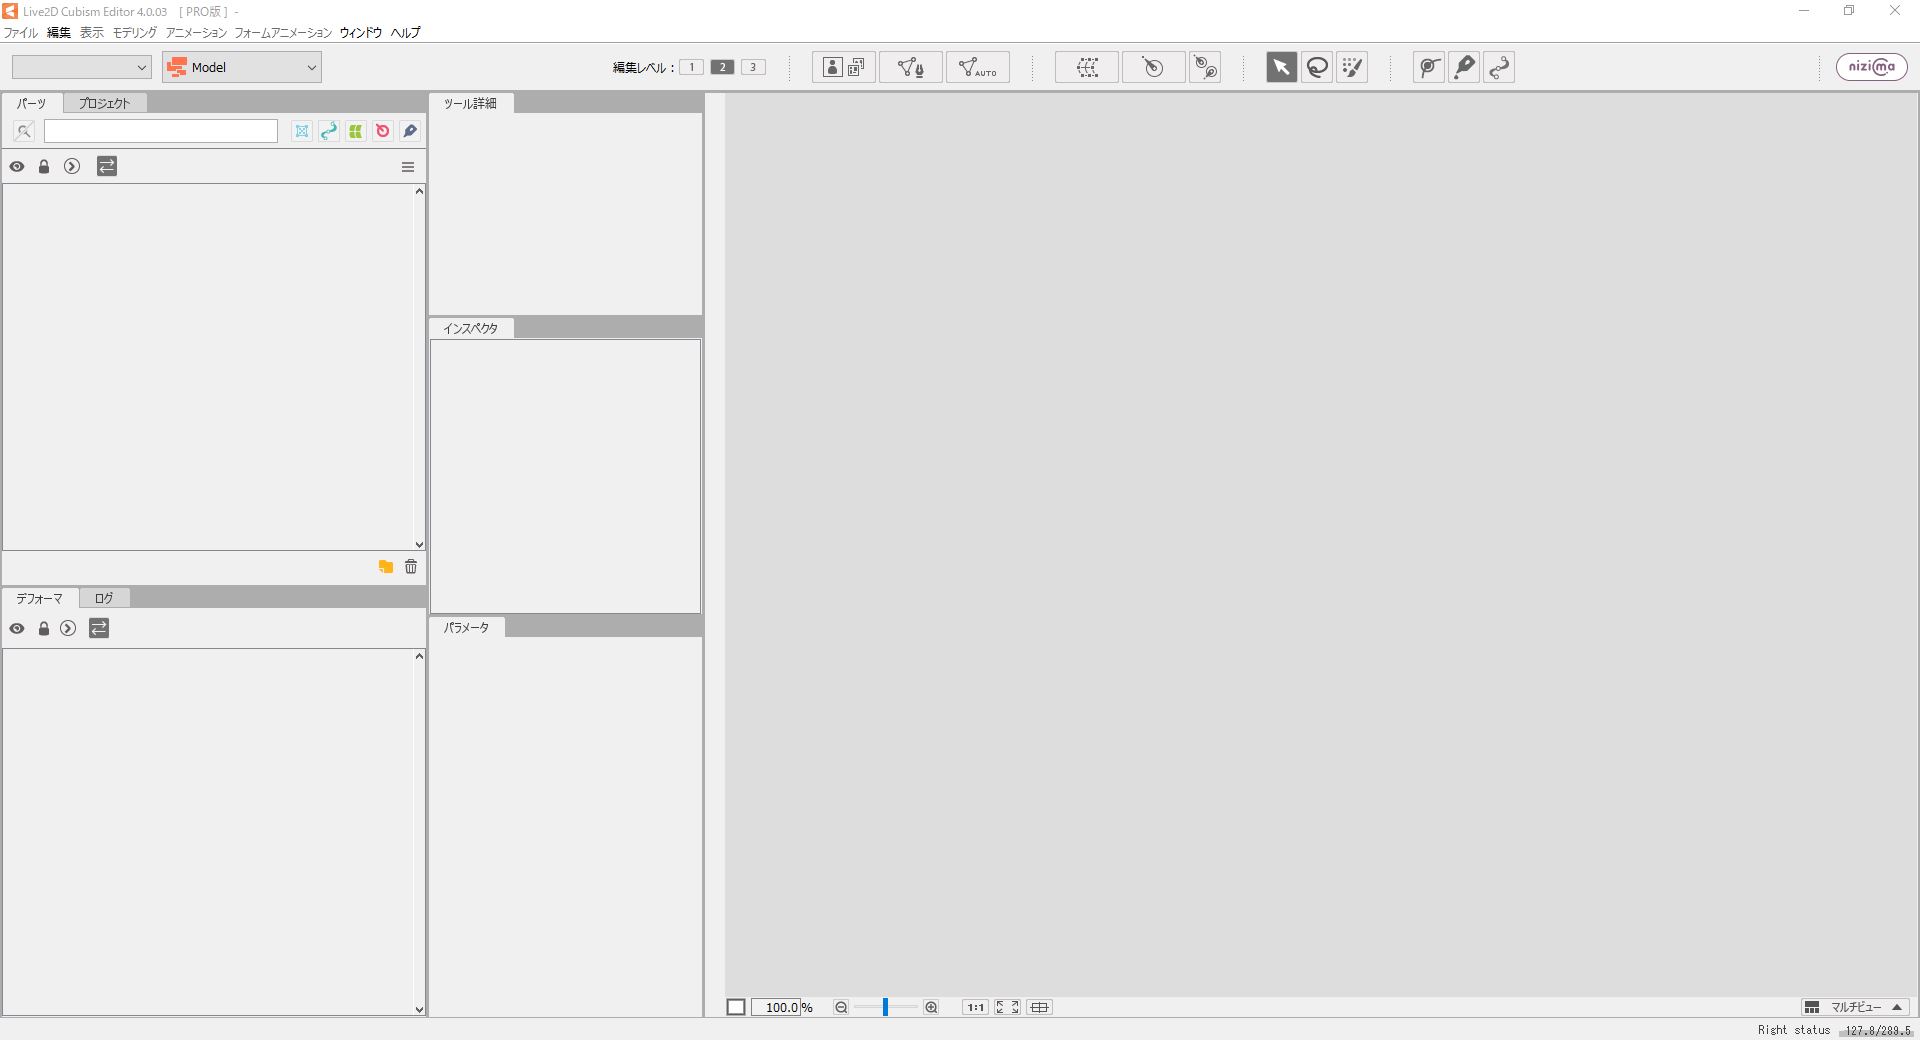 Live2D Cubism Editor 4.0.03 [ PRO版 ] -
ファイル 編集 表示 モデリング アニメーション フォームアニメーション ウィンドウ ヘルプ
Model
編集レベル : 1 2 3
AUTO
nizima
パーツ プロジェクト
ツール詳細
インスペクタ
デフォーマ ログ
パラメータ
100.0 %
1:1
マルチビュー
Right status 127.8/289.5